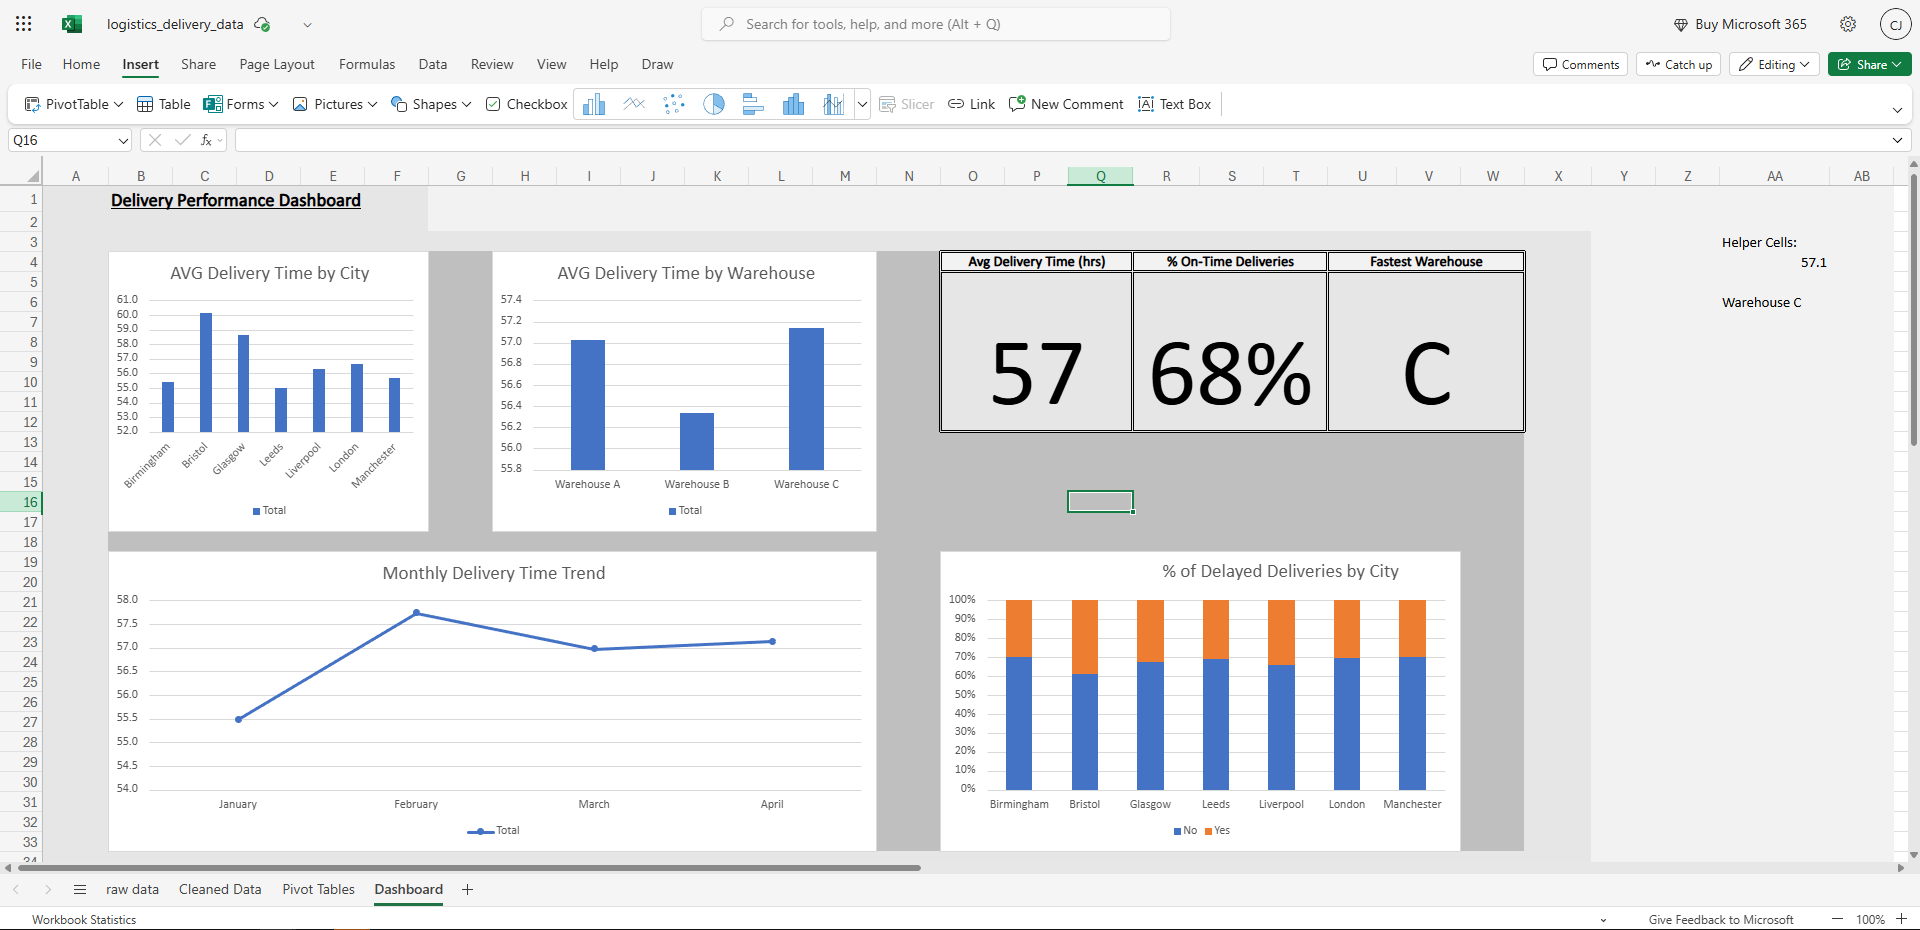 logistics_delivery_data
Search for tools, help, and more (Alt + Q)
Buy Microsoft 365
CJ
File Home Insert Share Page Layout Formulas Data Review View Help Draw
Comments Catch up Editing Share
PivotTable Table Forms Pictures Shapes Checkbox Slicer Link New Comment Text Box
Q16 fx
A B C D E F G H I J K L M N O P Q R S T U V W X Y Z AA AB
1
2
3
4
5
6
7
8
9
10
11
12
13
14
15
16
17
18
19
20
21
22
23
24
25
26
27
28
29
30
31
32
33
34
Delivery Performance Dashboard
Helper Cells:
57.1
Warehouse C
AVG Delivery Time by City
61.0
60.0
59.0
58.0
57.0
56.0
55.0
54.0
53.0
52.0
Birmingham Bristol Glasgow Leeds Liverpool London Manchester
Total
AVG Delivery Time by Warehouse
57.4
57.2
57.0
56.8
56.6
56.4
56.2
56.0
55.8
Warehouse A Warehouse B Warehouse C
Total
Avg Delivery Time (hrs) % On-Time Deliveries Fastest Warehouse
57 68% C
Monthly Delivery Time Trend
58.0
57.5
57.0
56.5
56.0
55.5
55.0
54.5
54.0
January February March April
Total
% of Delayed Deliveries by City
100%
90%
80%
70%
60%
50%
40%
30%
20%
10%
0%
Birmingham Bristol Glasgow Leeds Liverpool London Manchester
No Yes
raw data Cleaned Data Pivot Tables Dashboard
Workbook Statistics
Give Feedback to Microsoft
100%